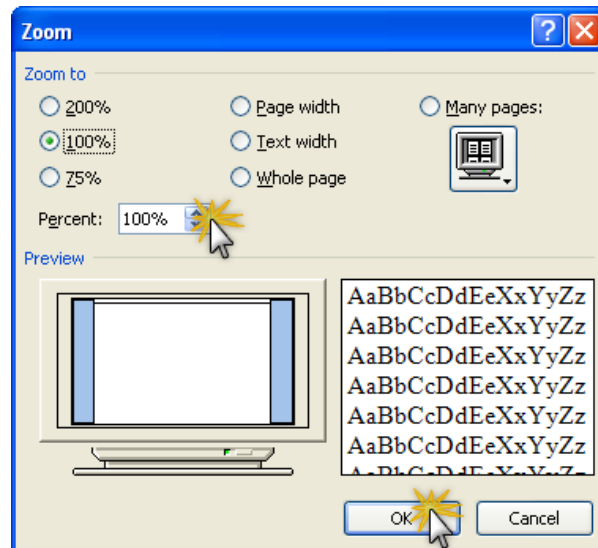 Zoom
Zoom to
200%
Page width
Many pages:
100%
Text width
75%
Whole page
Percent: 100%
Preview
AaBbCcDdEeXxYyZz
AaBbCcDdEeXxYyZz
AaBbCcDdEeXxYyZz
AaBbCcDdEeXxYyZz
AaBbCcDdEeXxYyZz
AaBbCcDdEeXxYyZz
AaBbCcDdEeXxYyZz
OK
Cancel